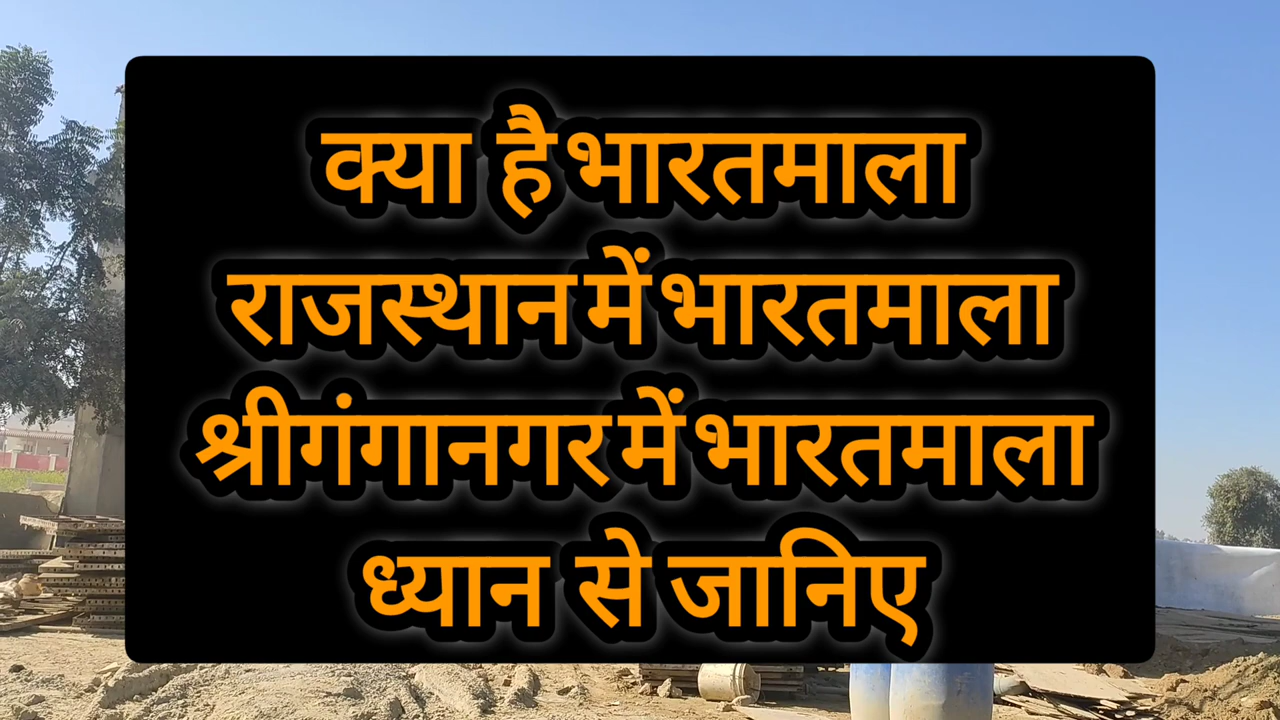 क्या है भारतमाला
राजस्थान में भारतमाला
श्रीगंगानगर में भारतमाला
ध्यान से जानिए